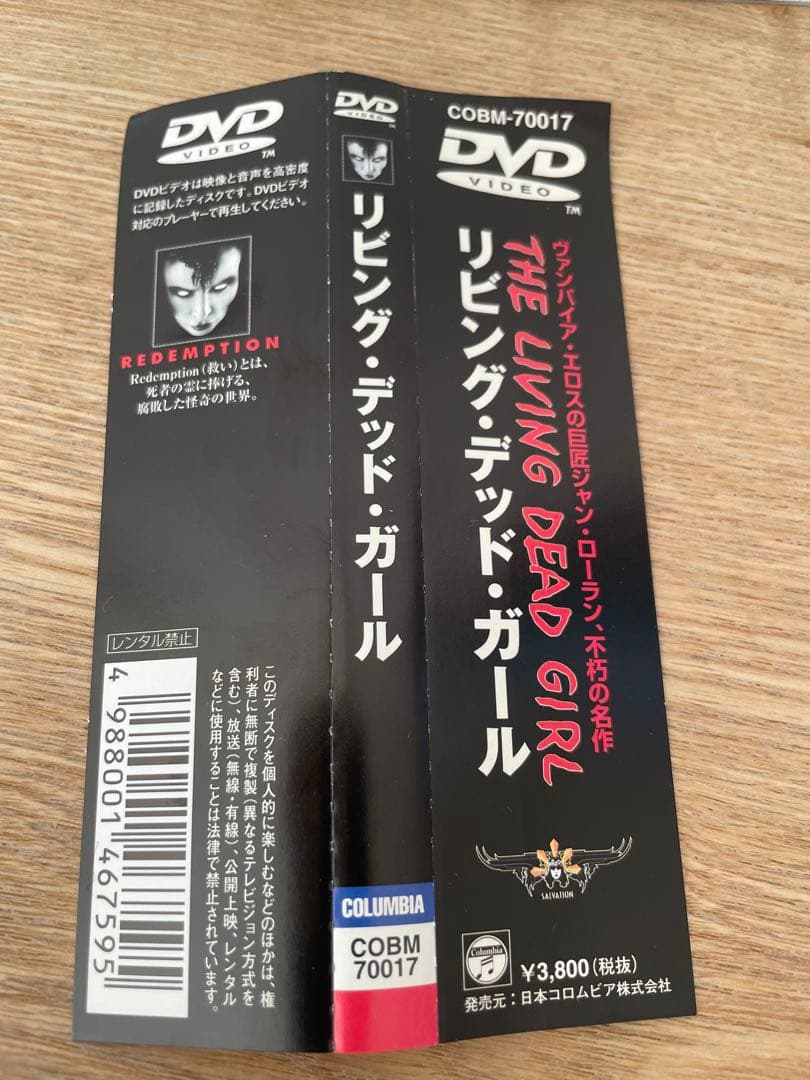 DVD
VIDEO
TM
DVDビデオは映像と音声を高密度
に記録したディスクです。DVDビデオ
対応のプレーヤーで再生してください。
REDEMPTION
Redemption（救い）とは、
死者の霊に捧げる、
腐敗した怪奇の世界。
レンタル禁止
4 988001 467595
このディスクを個人的に楽しむなどのほかは、権
利者に無断で複製（異なるテレビジョン方式を
含む）、放送（無線・有線）、公開上映、レンタル
などに使用することは法律で禁止されています。
DVD
VIDEO
TM
リビング・デッド・ガール
COLUMBIA
COBM
70017
COBM-70017
DVD
VIDEO
TM
ヴァンパイア・エロスの巨匠ジャン・ローラン、不朽の名作
THE LIVING DEAD GIRL
リビング・デッド・ガール
SALVATION
Columbia
¥3,800（税抜）
発売元：日本コロムビア株式会社